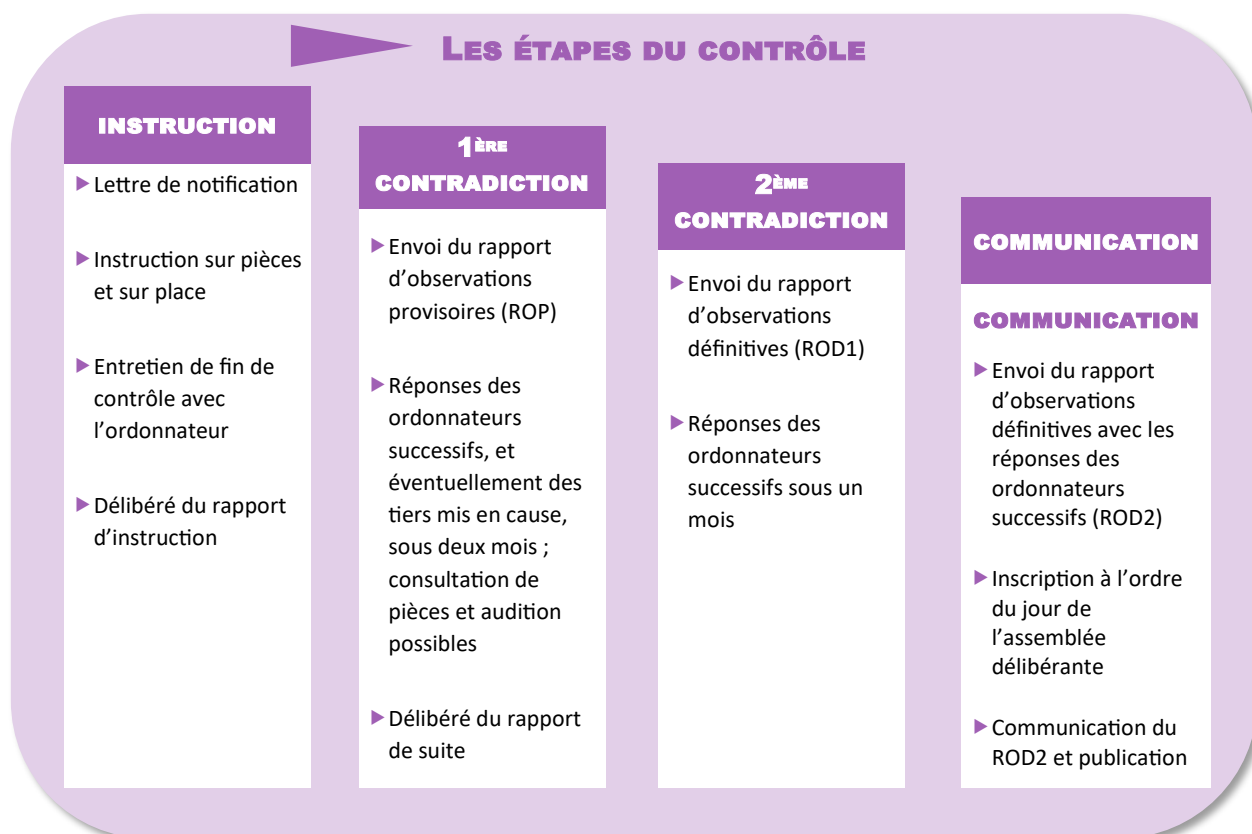 LES ÉTAPES DU CONTRÔLE
INSTRUCTION
Lettre de notification
Instruction sur pièces
et sur place
Entretien de fin de
contrôle avec
l’ordonnateur
Délibéré du rapport
d’instruction
1ÈRE
CONTRADICTION
Envoi du rapport
d’observations
provisoires (ROP)
Réponses des
ordonnateurs
successifs, et
éventuellement des
tiers mis en cause,
sous deux mois ;
consultation de
pièces et audition
possibles
Délibéré du rapport
de suite
2ÈME
CONTRADICTION
Envoi du rapport
d’observations
définitives (ROD1)
Réponses des
ordonnateurs
successifs sous un
mois
COMMUNICATION
COMMUNICATION
Envoi du rapport
d’observations
définitives avec les
réponses des
ordonnateurs
successifs (ROD2)
Inscription à l’ordre
du jour de
l’assemblée
délibérante
Communication du
ROD2 et publication